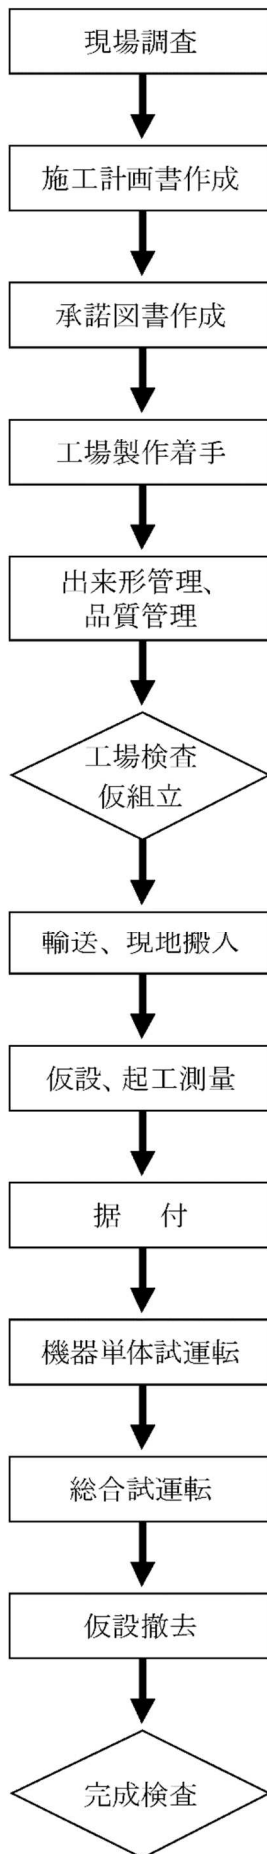 現場調査
施工計画書作成
承諾図書作成
工場製作着手
出来形管理、
品質管理
工場検査
仮組立
輸送、現地搬入
仮設、起工測量
据　付
機器単体試運転
総合試運転
仮設撤去
完成検査